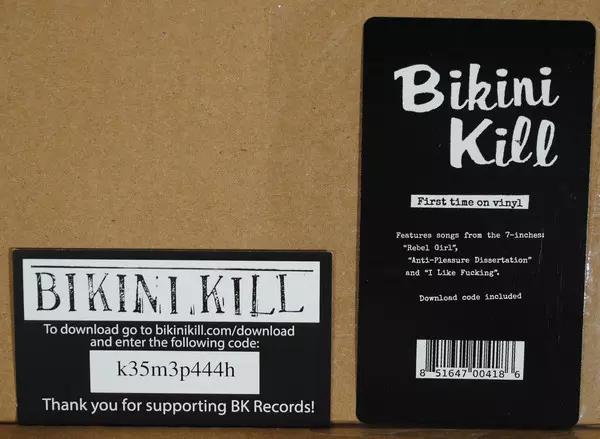 BIKINI KILL
To download go to bikinikill.com/download
and enter the following code:
k35m3p444h
Thank you for supporting BK Records!
Bikini
Kill
First time on vinyl
Features songs from the 7-inches:
"Rebel Girl",
"Anti-Pleasure Dissertation"
and "I Like Fucking".
Download code included
8 51647 00418 6